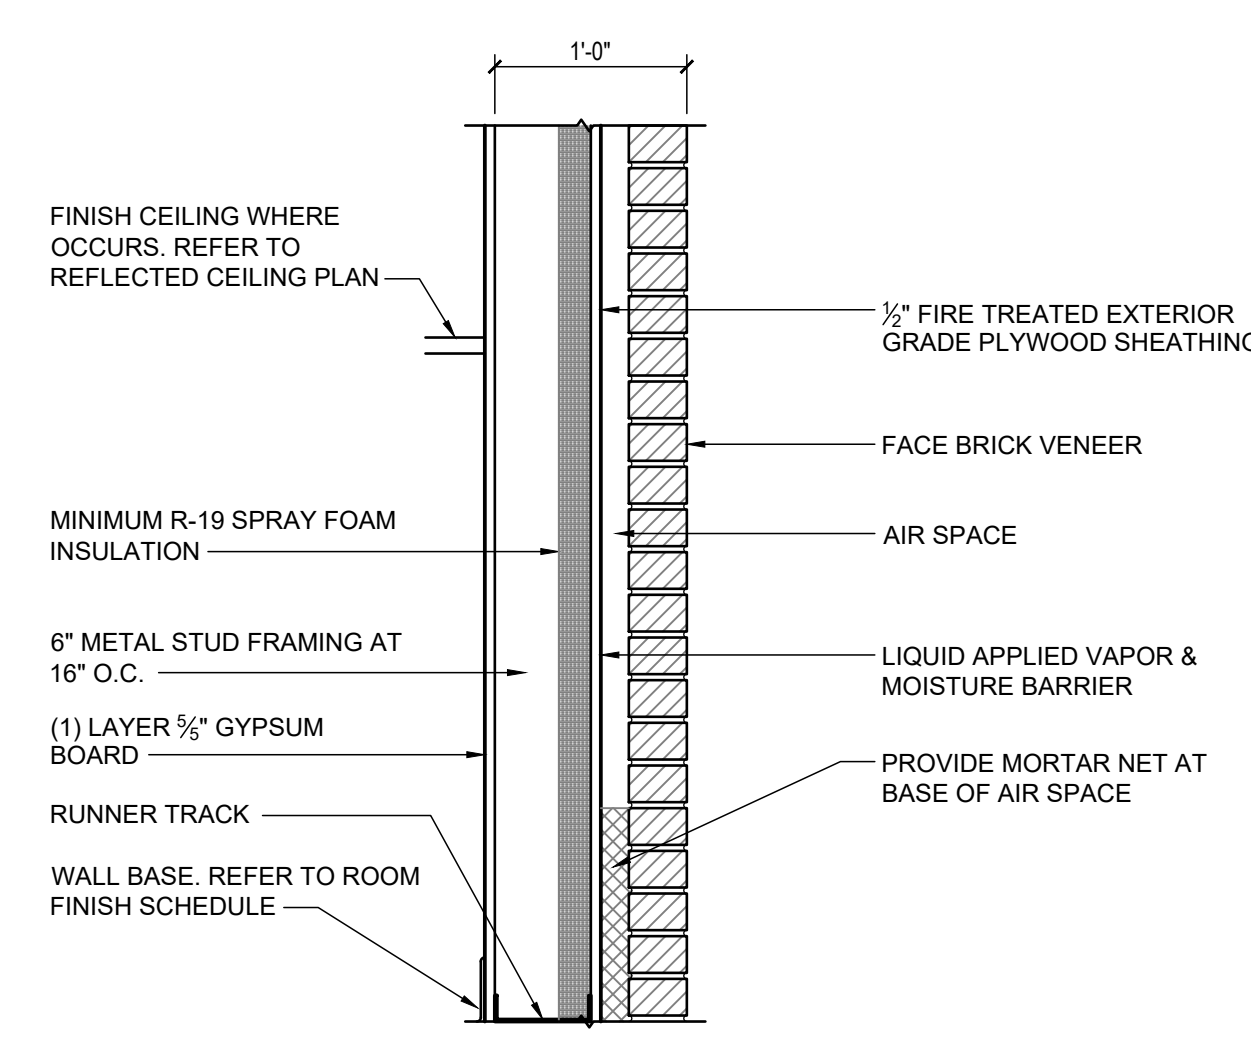 1'-0"
FINISH CEILING WHERE
OCCURS. REFER TO
REFLECTED CEILING PLAN
½" FIRE TREATED EXTERIOR
GRADE PLYWOOD SHEATHING
FACE BRICK VENEER
MINIMUM R-19 SPRAY FOAM
INSULATION
AIR SPACE
6" METAL STUD FRAMING AT
16" O.C.
LIQUID APPLIED VAPOR &
MOISTURE BARRIER
(1) LAYER 5⁄5" GYPSUM
BOARD
PROVIDE MORTAR NET AT
BASE OF AIR SPACE
RUNNER TRACK
WALL BASE. REFER TO ROOM
FINISH SCHEDULE